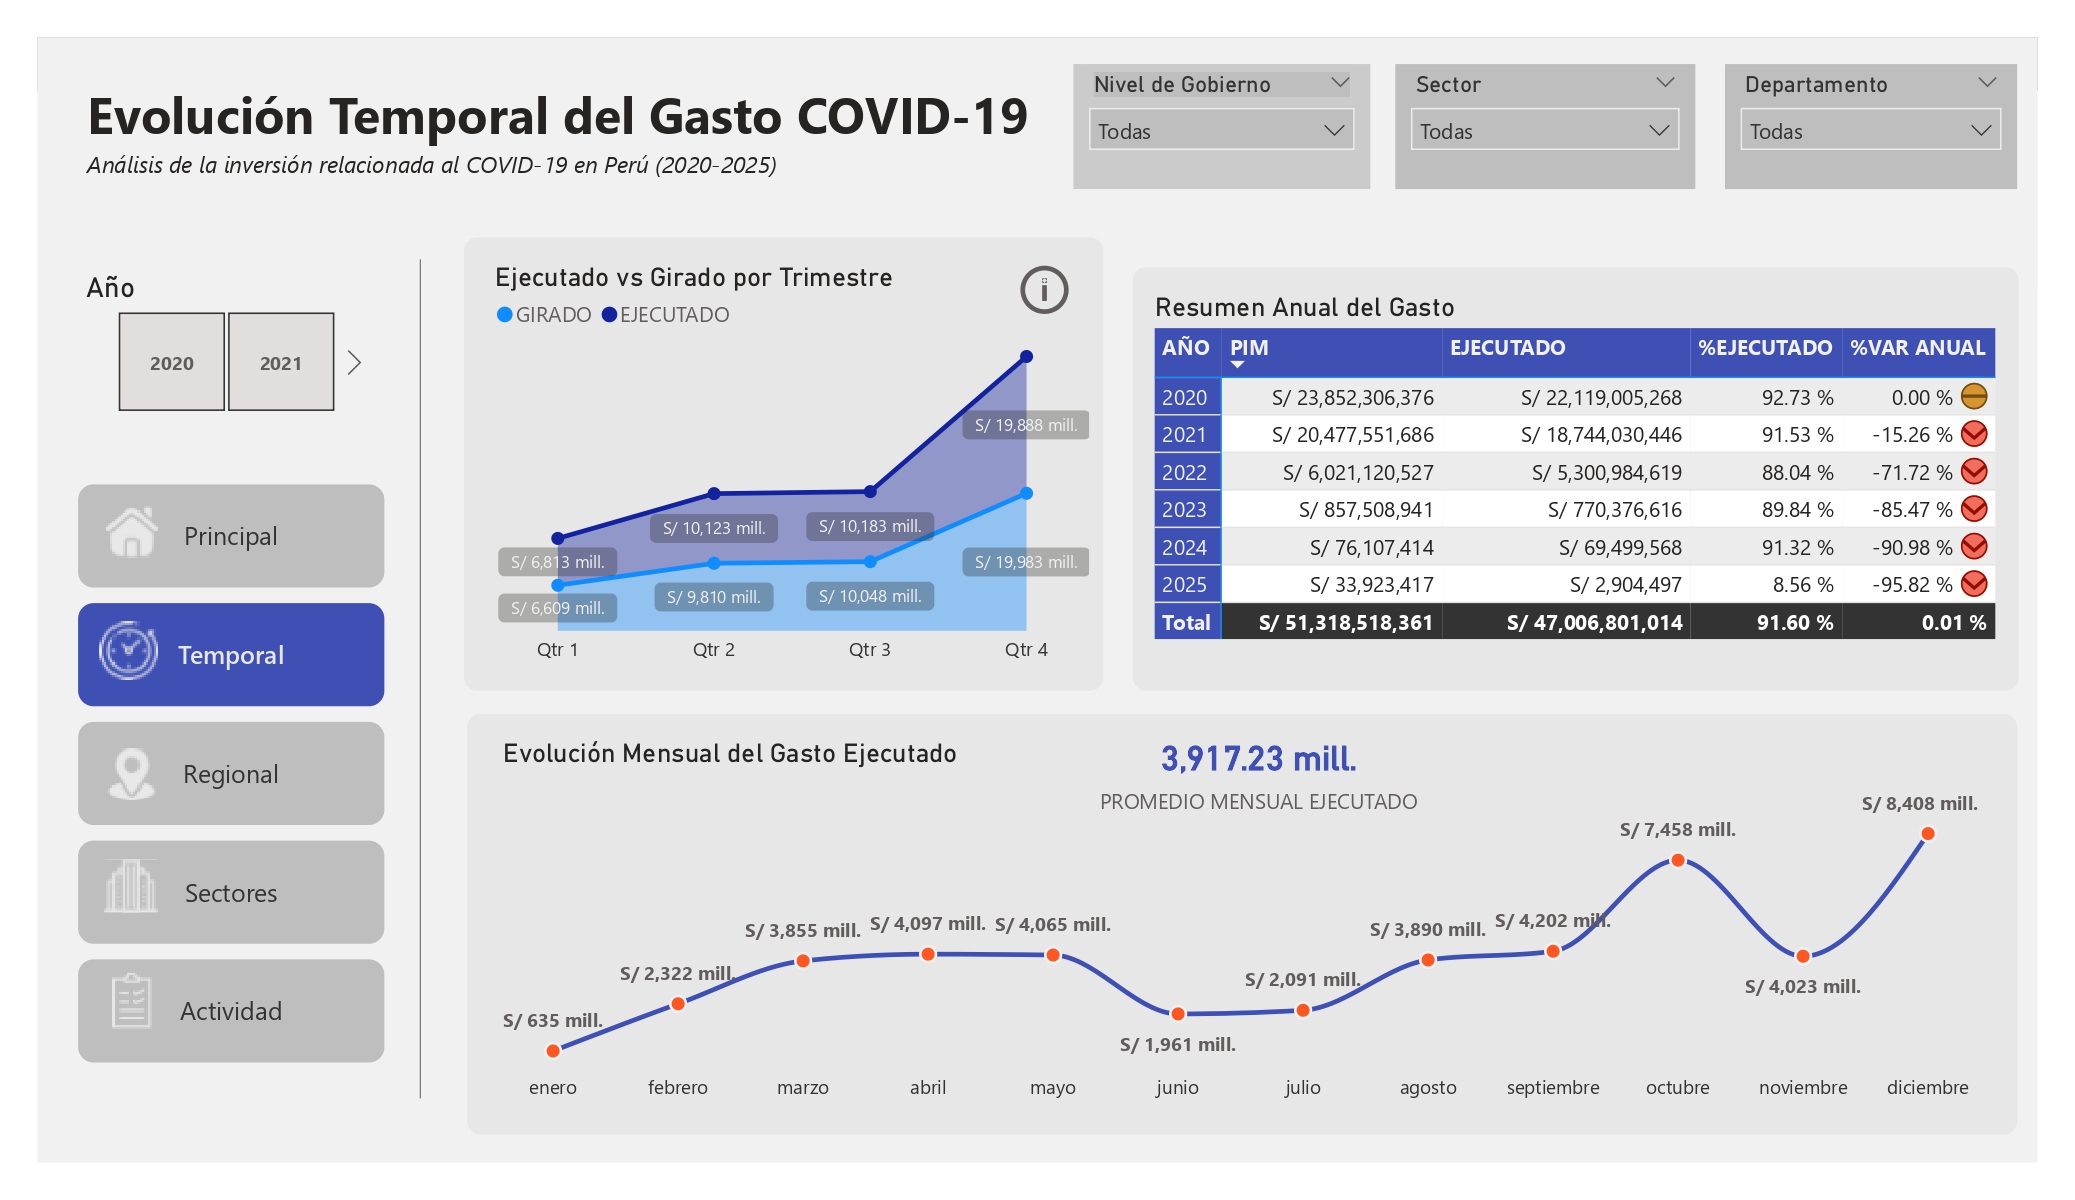 Evolución Temporal del Gasto COVID-19
Análisis de la inversión relacionada al COVID-19 en Perú (2020-2025)
Nivel de Gobierno
Todas
Sector
Todas
Departamento
Todas
Año
2020
2021
Principal
Temporal
Regional
Sectores
Actividad
Ejecutado vs Girado por Trimestre
GIRADO EJECUTADO
S/ 19,888 mill.
S/ 10,123 mill.
S/ 10,183 mill.
S/ 6,813 mill.
S/ 19,983 mill.
S/ 6,609 mill.
S/ 9,810 mill.
S/ 10,048 mill.
Qtr 1 Qtr 2 Qtr 3 Qtr 4
Resumen Anual del Gasto
AÑO PIM EJECUTADO %EJECUTADO %VAR ANUAL
2020 S/ 23,852,306,376 S/ 22,119,005,268 92.73 % 0.00 %
2021 S/ 20,477,551,686 S/ 18,744,030,446 91.53 % -15.26 %
2022 S/ 6,021,120,527 S/ 5,300,984,619 88.04 % -71.72 %
2023 S/ 857,508,941 S/ 770,376,616 89.84 % -85.47 %
2024 S/ 76,107,414 S/ 69,499,568 91.32 % -90.98 %
2025 S/ 33,923,417 S/ 2,904,497 8.56 % -95.82 %
Total S/ 51,318,518,361 S/ 47,006,801,014 91.60 % 0.01 %
Evolución Mensual del Gasto Ejecutado
3,917.23 mill.
PROMEDIO MENSUAL EJECUTADO
S/ 635 mill.
S/ 2,322 mill.
S/ 3,855 mill.
S/ 4,097 mill.
S/ 4,065 mill.
S/ 1,961 mill.
S/ 2,091 mill.
S/ 3,890 mill.
S/ 4,202 mill.
S/ 7,458 mill.
S/ 4,023 mill.
S/ 8,408 mill.
enero febrero marzo abril mayo junio julio agosto septiembre octubre noviembre diciembre